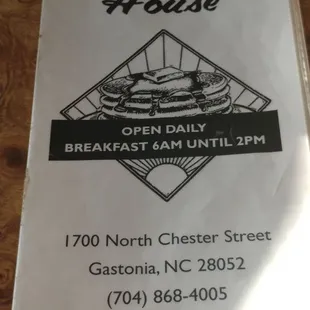 House
OPEN DAILY
BREAKFAST 6AM UNTIL 2PM
1700 North Chester Street
Gastonia, NC 28052
(704) 868-4005